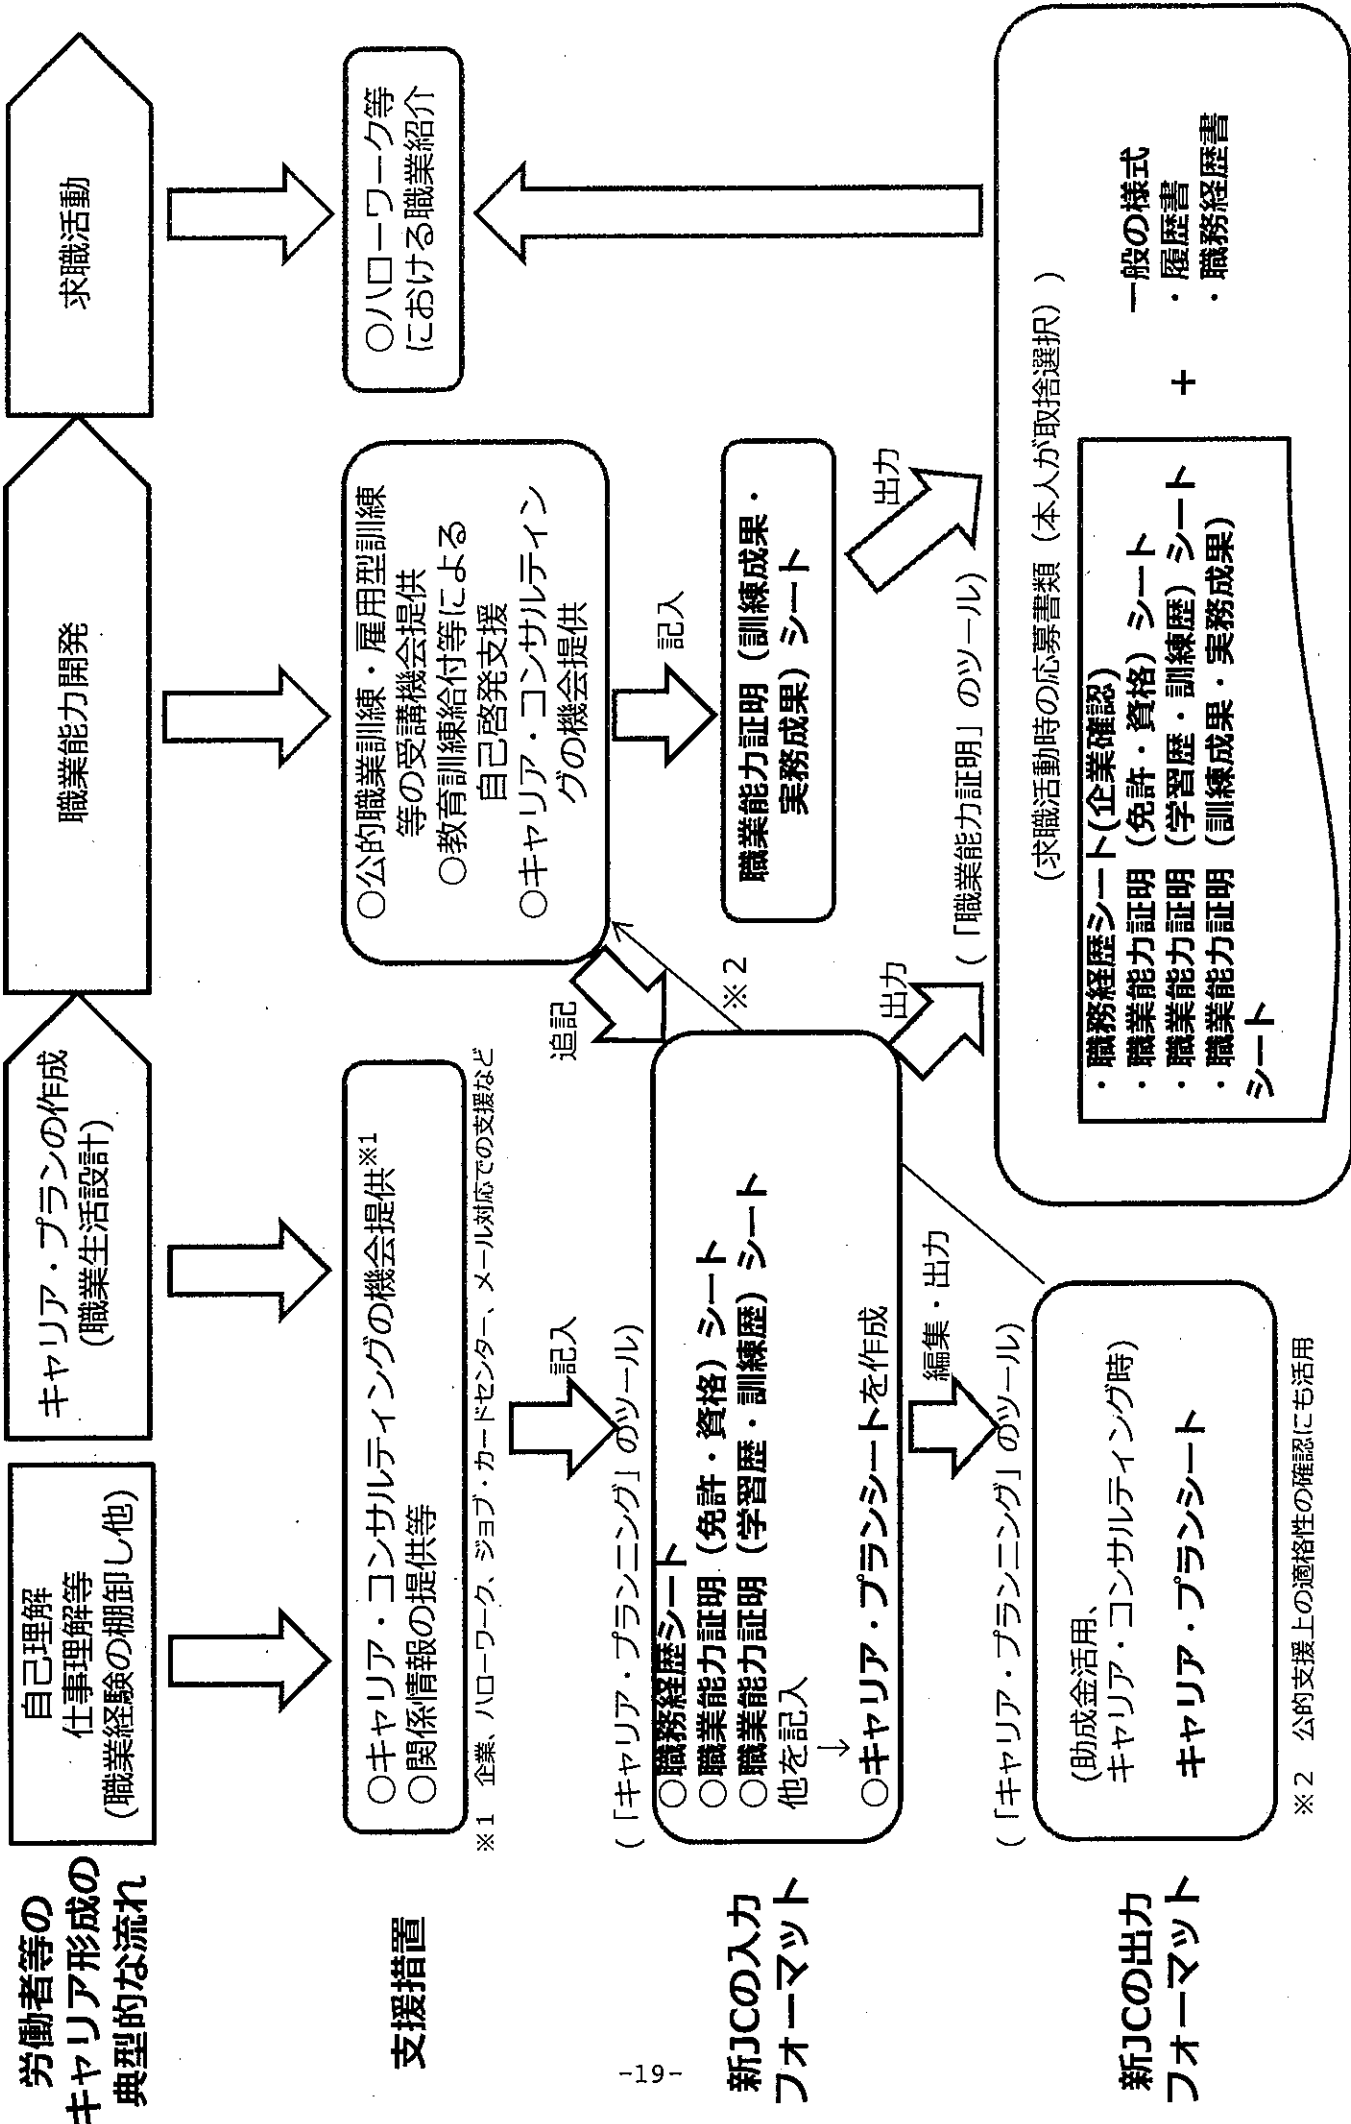 労働者等の
キャリア形成の
典型的な流れ
自己理解
仕事理解等
(職業経験の棚卸し他)
キャリア・プランの作成
(職業生活設計)
職業能力開発
求職活動
支援措置
○キャリア・コンサルティングの機会提供※1
○関係情報の提供等
※1 企業、ハローワーク、ジョブ・カードセンター、メール対応での支援など
○公的職業訓練・雇用型訓練
等の受講機会提供
○教育訓練給付等による
自己啓発支援
○キャリア・コンサルティン
グの機会提供
○ハローワーク等
における職業紹介
記入
追記
記入
※2
新JCの入力
フォーマット
(「キャリア・プランニング」のツール)
○職務経歴シート
○職業能力証明(免許・資格)シート
○職業能力証明(学習歴・訓練歴)シート
他を記入
↓
○キャリア・プランシートを作成
職業能力証明(訓練成果・
実務成果)シート
編集・出力
出力
出力
新JCの出力
フォーマット
(「キャリア・プランニング」のツール)
(助成金活用、
キャリア・コンサルティング時)
キャリア・プランシート
※2 公的支援上の適格性の確認にも活用
(「職業能力証明」のツール)
(求職活動時の応募書類(本人が取捨選択))
・職務経歴シート(企業確認)
・職業能力証明(免許・資格)シート
・職業能力証明(学習歴・訓練歴)シート
・職業能力証明(訓練成果・実務成果)
シート
+
一般の様式
・履歴書
・職務経歴書
-19-